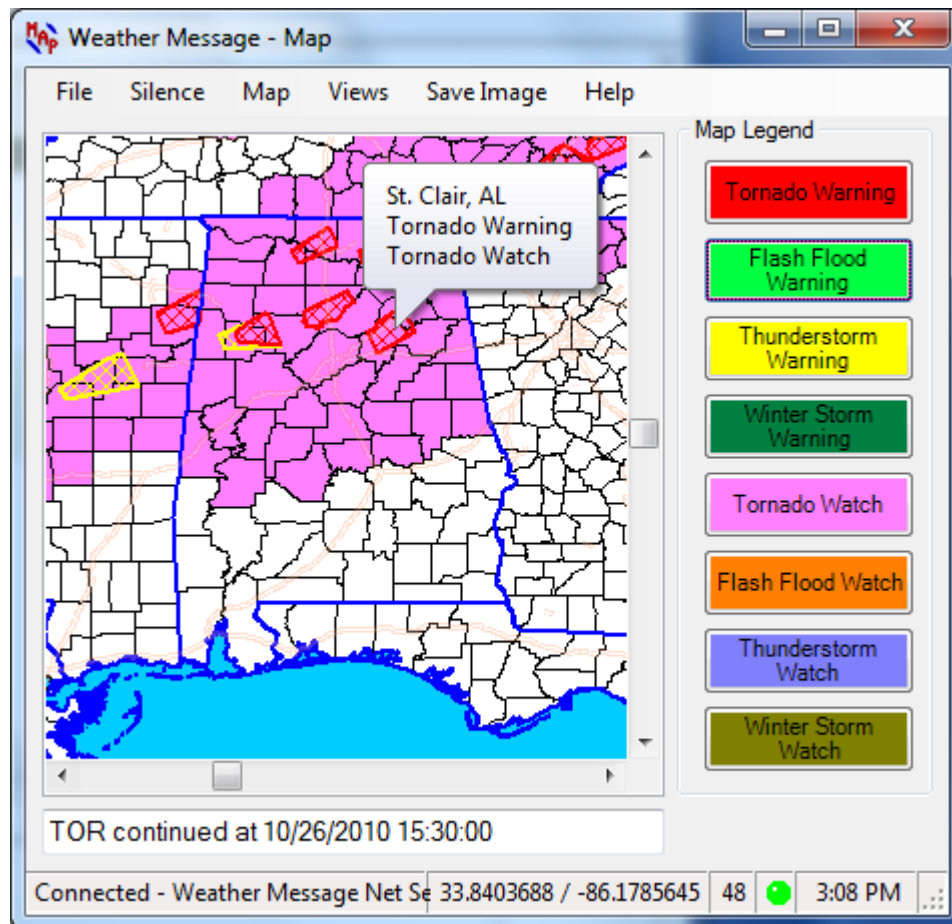 MAP
Weather Message - Map
File Silence Map Views Save Image Help
Map Legend
St. Clair, AL
Tornado Warning
Tornado Watch
Tornado Warning
Flash Flood
Warning
Thunderstorm
Warning
Winter Storm
Warning
Tornado Watch
Flash Flood Watch
Thunderstorm
Watch
Winter Storm
Watch
TOR continued at 10/26/2010 15:30:00
Connected - Weather Message Net Se 33.8403688 / -86.1785645 48 3:08 PM